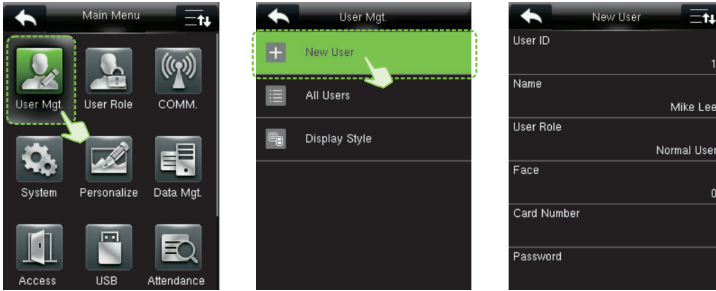 Main Menu
User Mgt.
User Role
COMM.
System
Personalize
Data Mgt.
Access
USB
Attendance
User Mgt.
New User
All Users
Display Style
New User
User ID
1
Name
Mike Lee
User Role
Normal User
Face
0
Card Number
Password